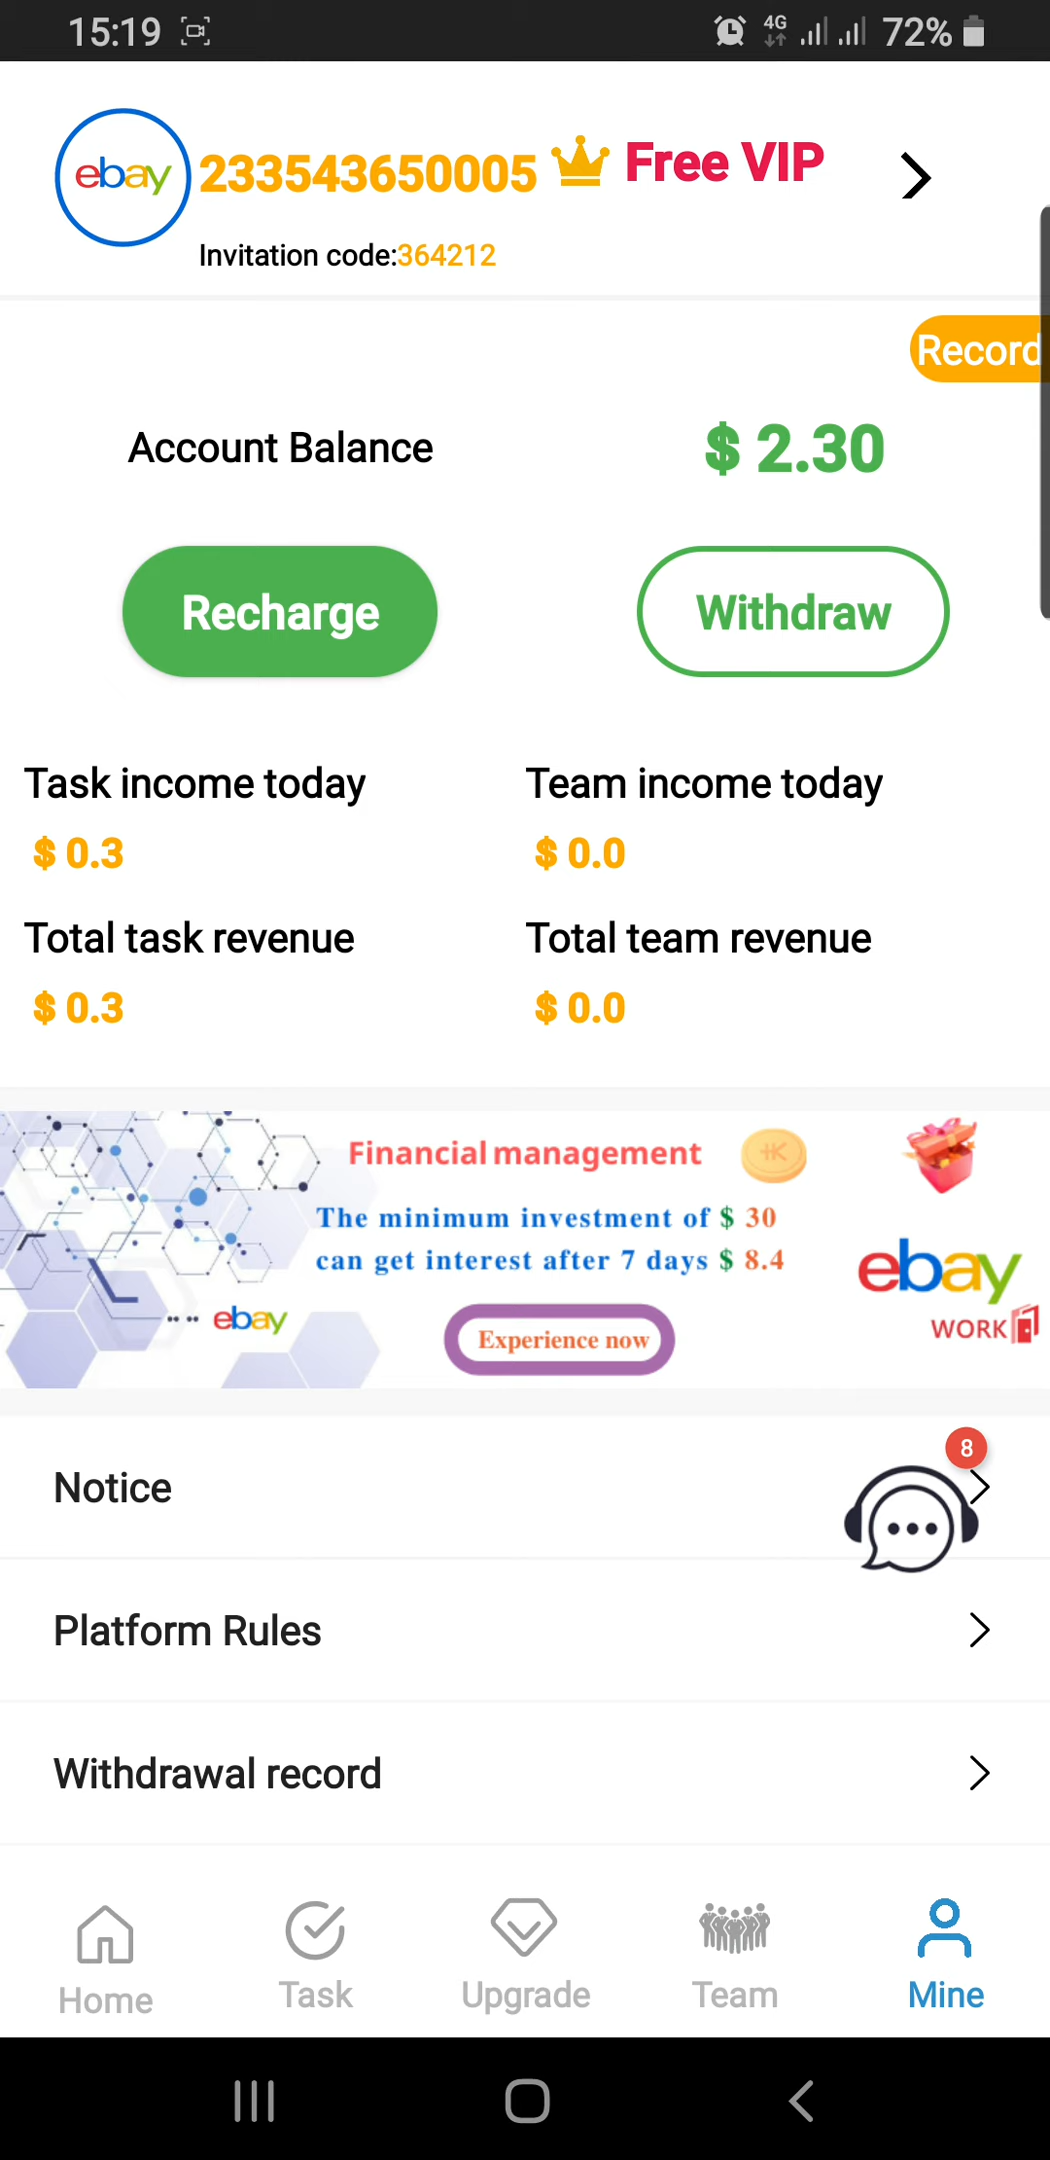 15:19 4G 72%
ebay 233543650005 Free VIP
Invitation code:364212
Record
Account Balance $ 2.30
Recharge Withdraw
Task income today Team income today
$ 0.3 $ 0.0
Total task revenue Total team revenue
$ 0.3 $ 0.0
Financial management
The minimum investment of $ 30
can get interest after 7 days $ 8.4
ebay
ebay
WORK
Experience now
8
Notice
Platform Rules
Withdrawal record
Home Task Upgrade Team Mine